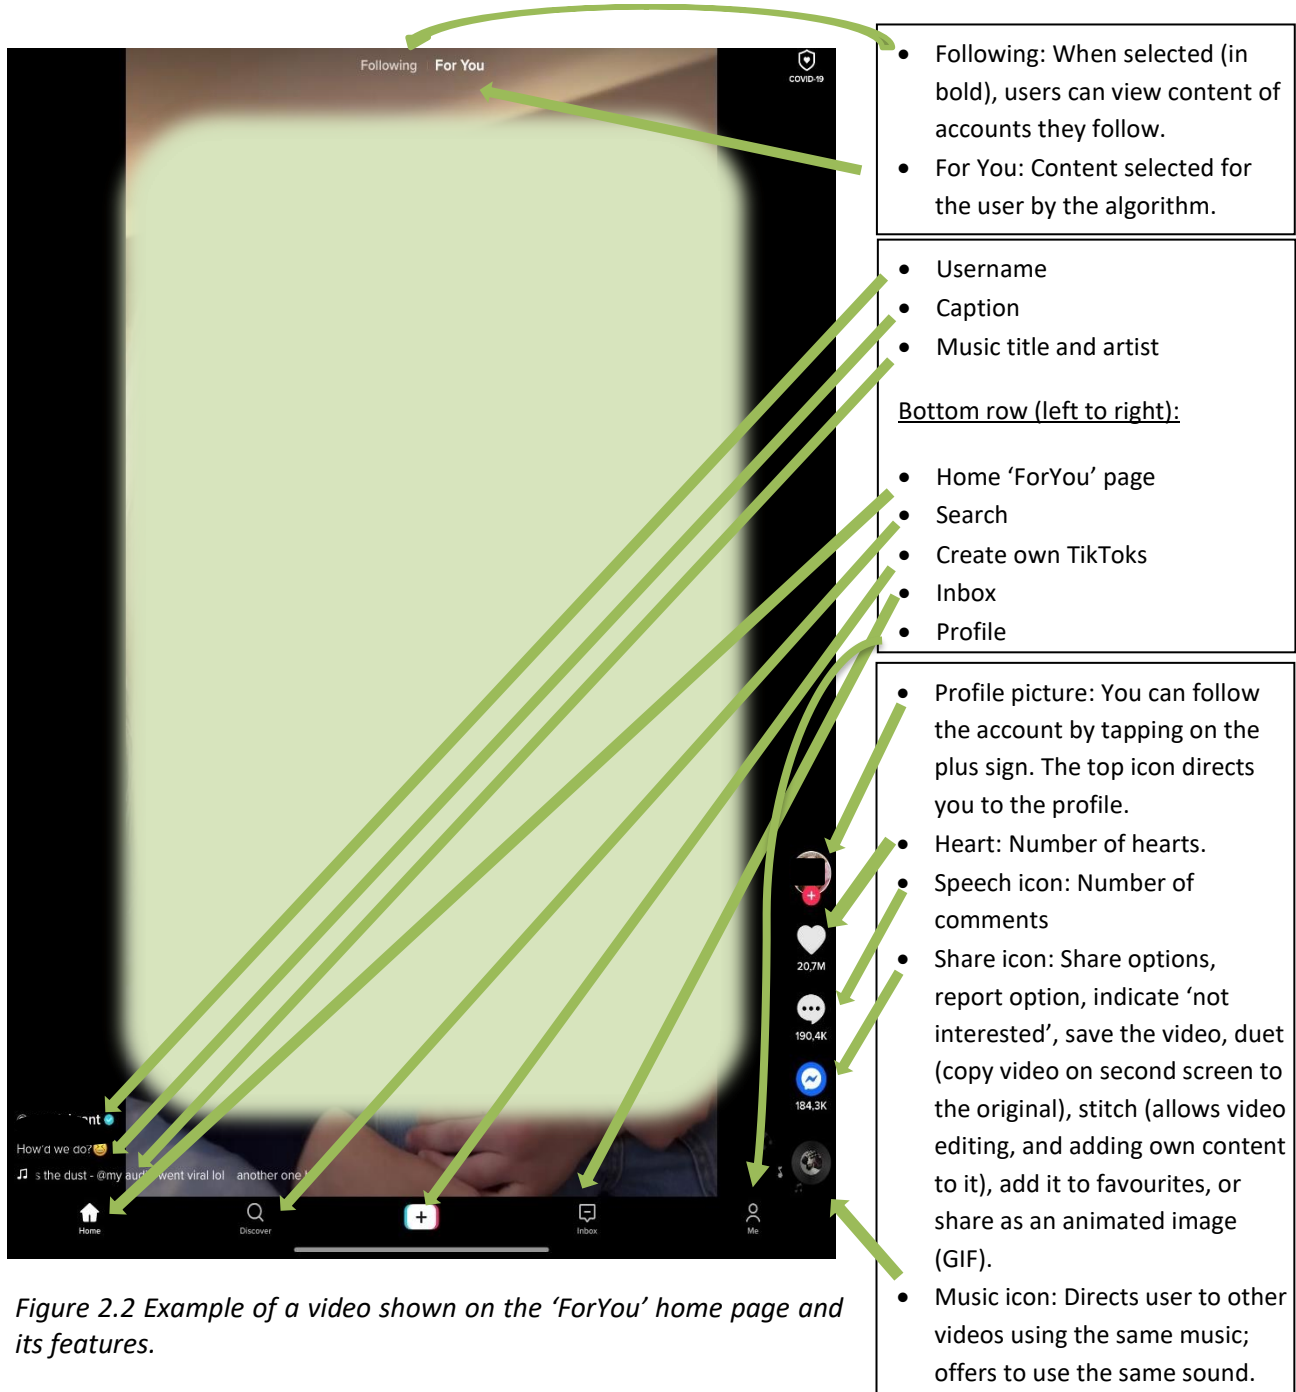 Following For You
COVID-19
How'd we do?
s the dust - @my audio went viral lol another one
20,7M
190,4K
184,3K
Home
Discover
Inbox
Me
• Following: When selected (in
bold), users can view content of
accounts they follow.
• For You: Content selected for
the user by the algorithm.
• Username
• Caption
• Music title and artist
Bottom row (left to right):
• Home ‘ForYou’ page
• Search
• Create own TikToks
• Inbox
• Profile
• Profile picture: You can follow
the account by tapping on the
plus sign. The top icon directs
you to the profile.
• Heart: Number of hearts.
• Speech icon: Number of
comments
• Share icon: Share options,
report option, indicate ‘not
interested’, save the video, duet
(copy video on second screen to
the original), stitch (allows video
editing, and adding own content
to it), add it to favourites, or
share as an animated image
(GIF).
• Music icon: Directs user to other
videos using the same music;
offers to use the same sound.
Figure 2.2 Example of a video shown on the ‘ForYou’ home page and
its features.